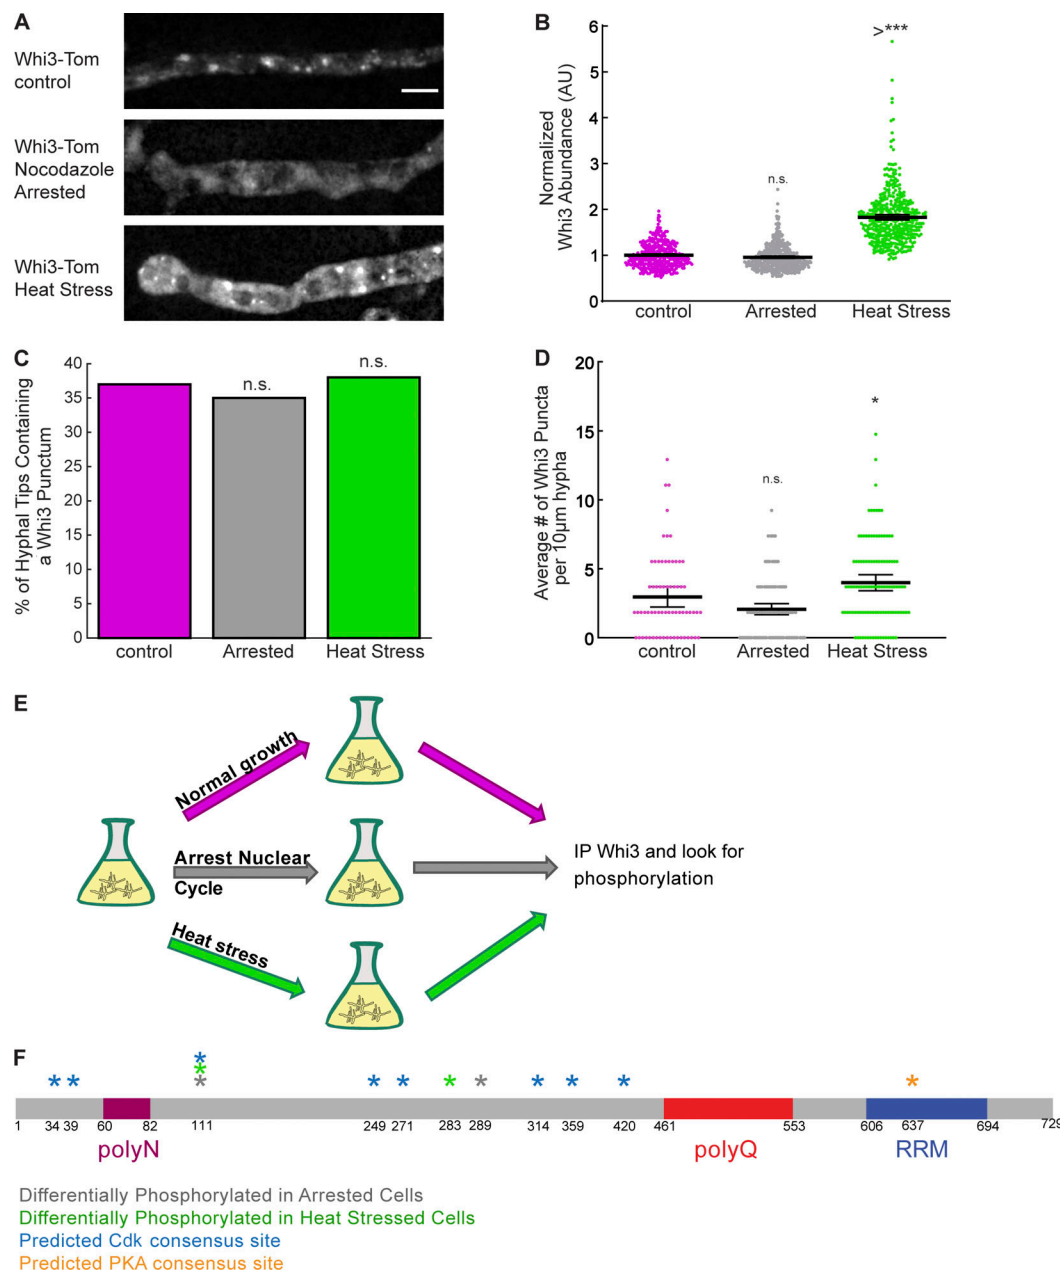 A
Whi3-Tom
control
Whi3-Tom
Nocodazole
Arrested
Whi3-Tom
Heat Stress
B
Normalized
Whi3 Abundance (AU)
6
5
4
3
2
1
0
n.s.
>***
control
Arrested
Heat Stress
C
% of Hyphal Tips Containing
a Whi3 Punctum
40
35
30
25
20
15
10
5
0
n.s.
n.s.
control
Arrested
Heat Stress
D
Average # of Whi3 Puncta
per 10µm hypha
20
15
10
5
0
n.s.
*
control
Arrested
Heat Stress
E
Normal growth
Arrest Nuclear
Cycle
Heat stress
IP Whi3 and look for
phosphorylation
F
* * * * * * * * * * * * *
1 34 39 60 82 111 249 271 283 289 314 359 420 461 553 606 637 694 729
polyN polyQ RRM
Differentially Phosphorylated in Arrested Cells
Differentially Phosphorylated in Heat Stressed Cells
Predicted Cdk consensus site
Predicted PKA consensus site